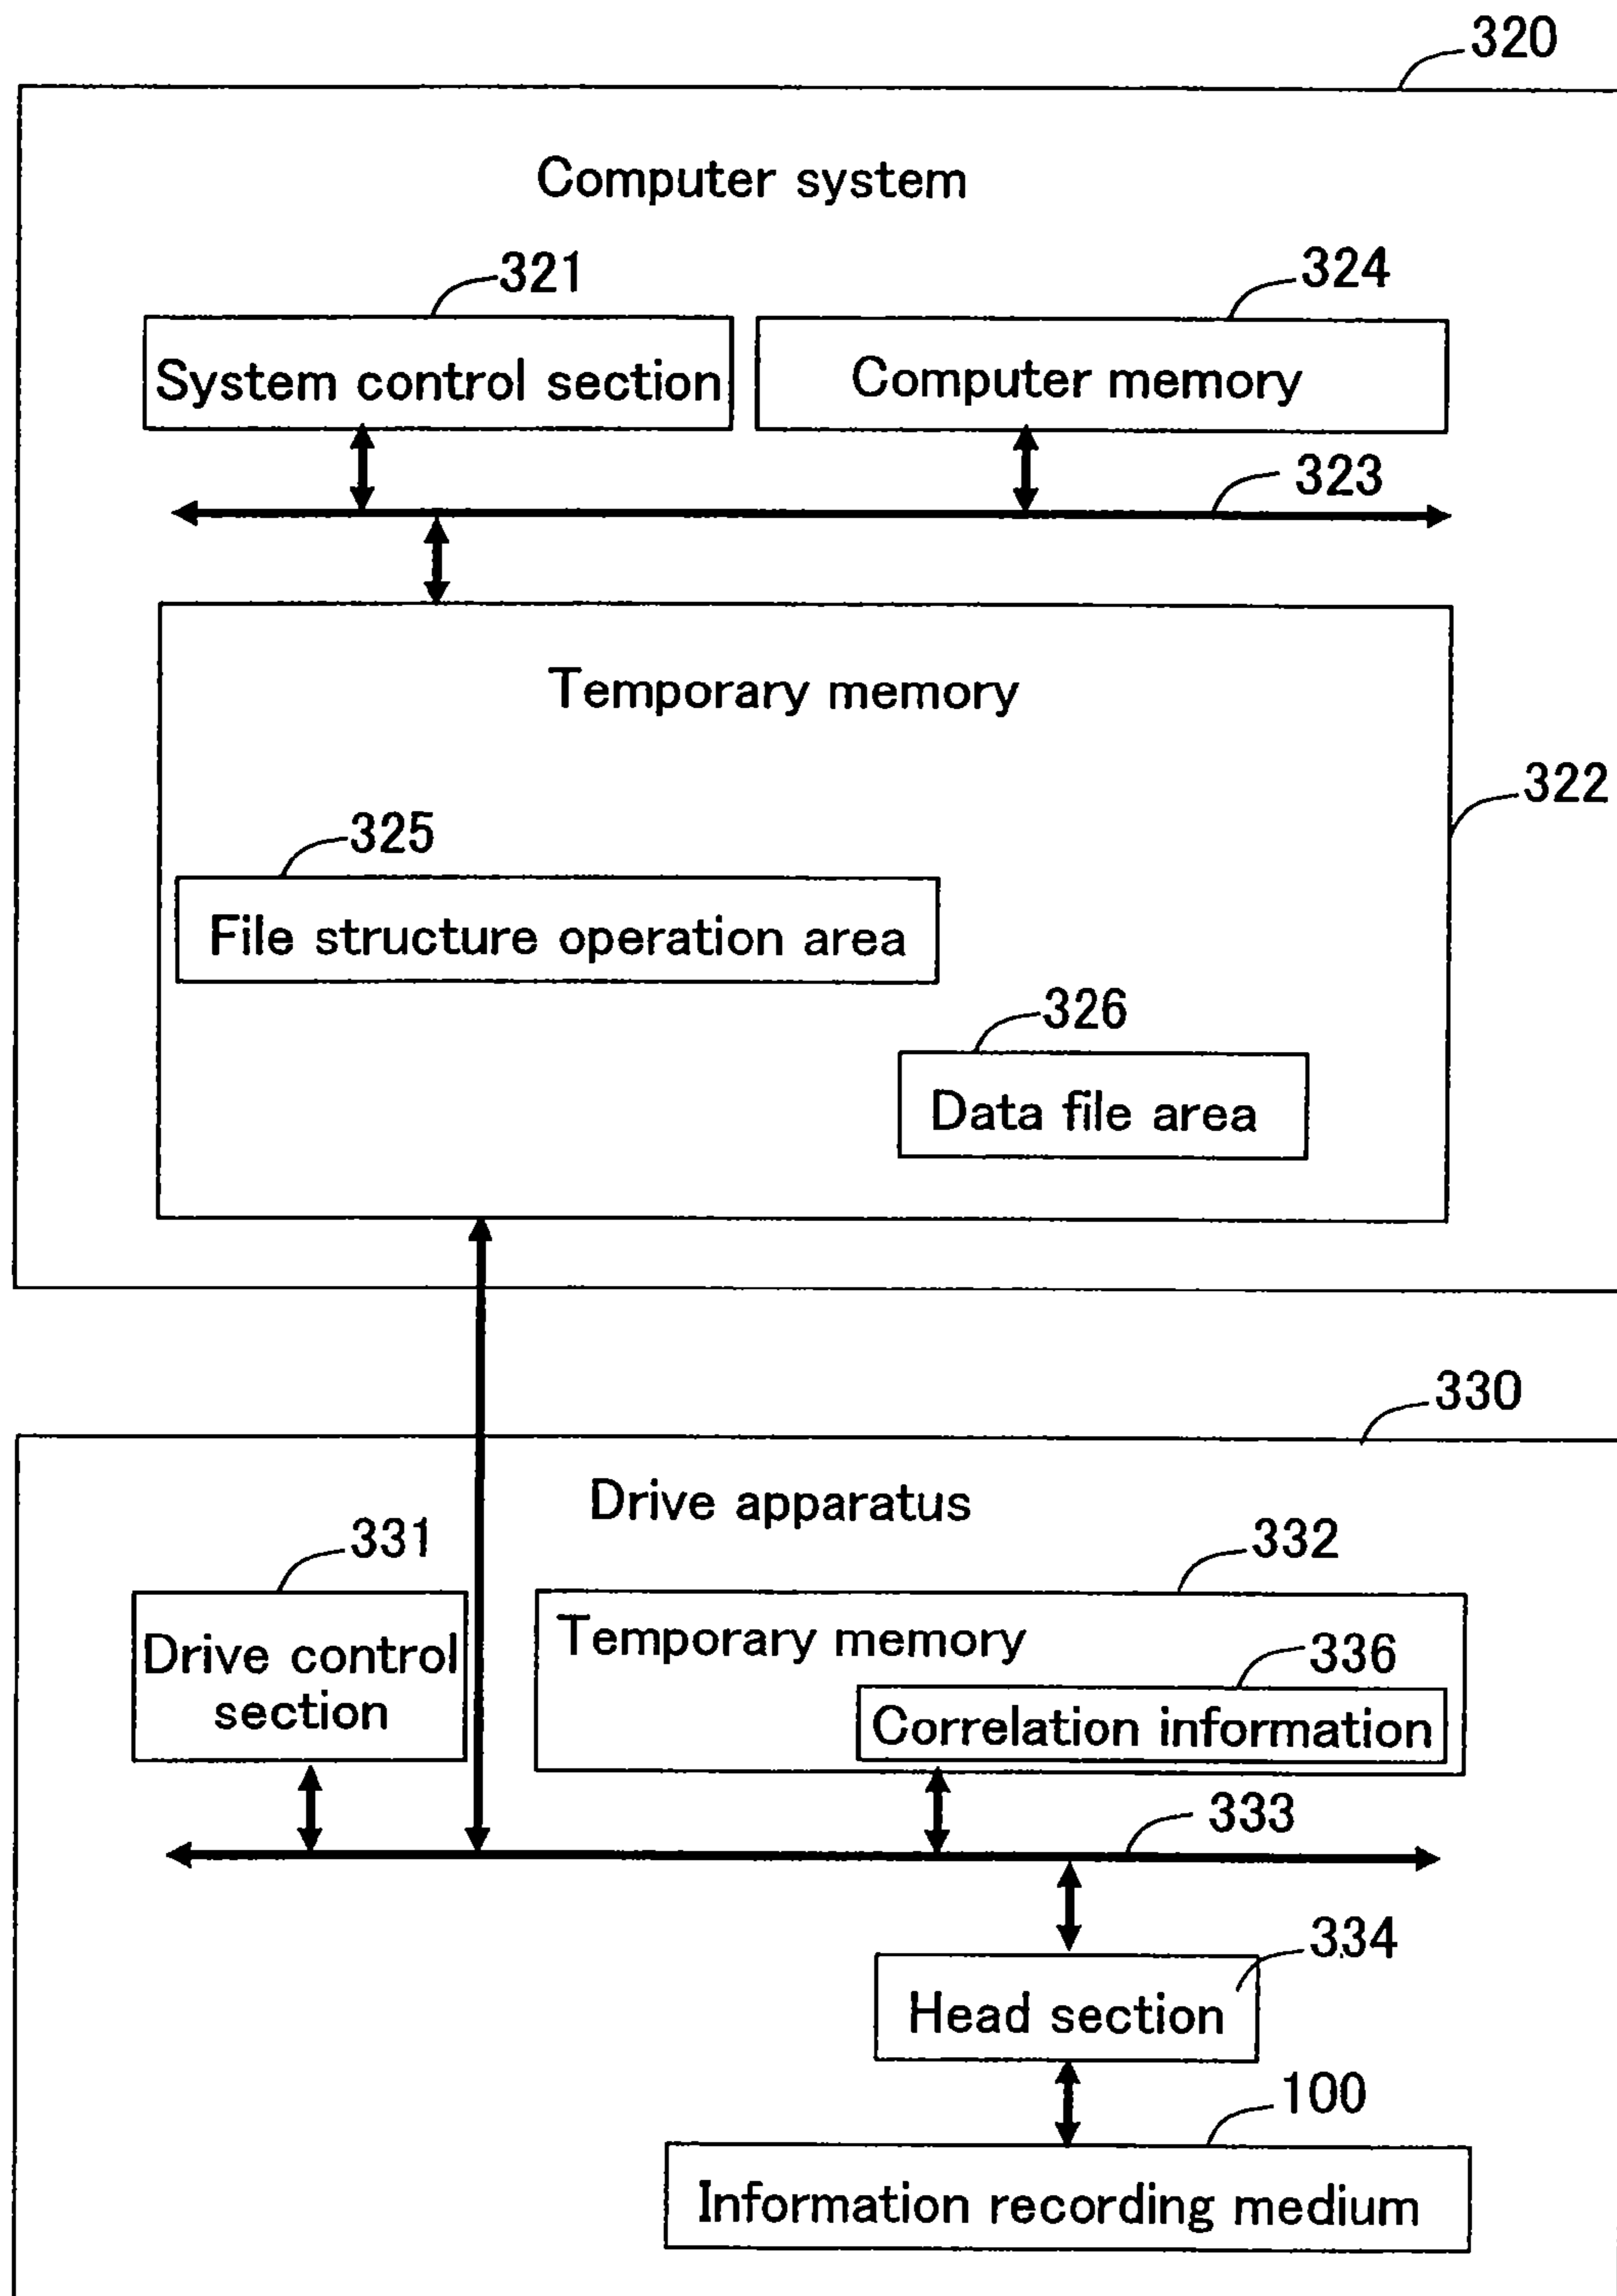 320
Computer system
321
324
System control section
Computer memory
323
Temporary memory
322
325
File structure operation area
326
Data file area
330
Drive apparatus
331
332
Drive control
section
Temporary memory
336
Correlation information
333
334
Head section
100
Information recording medium